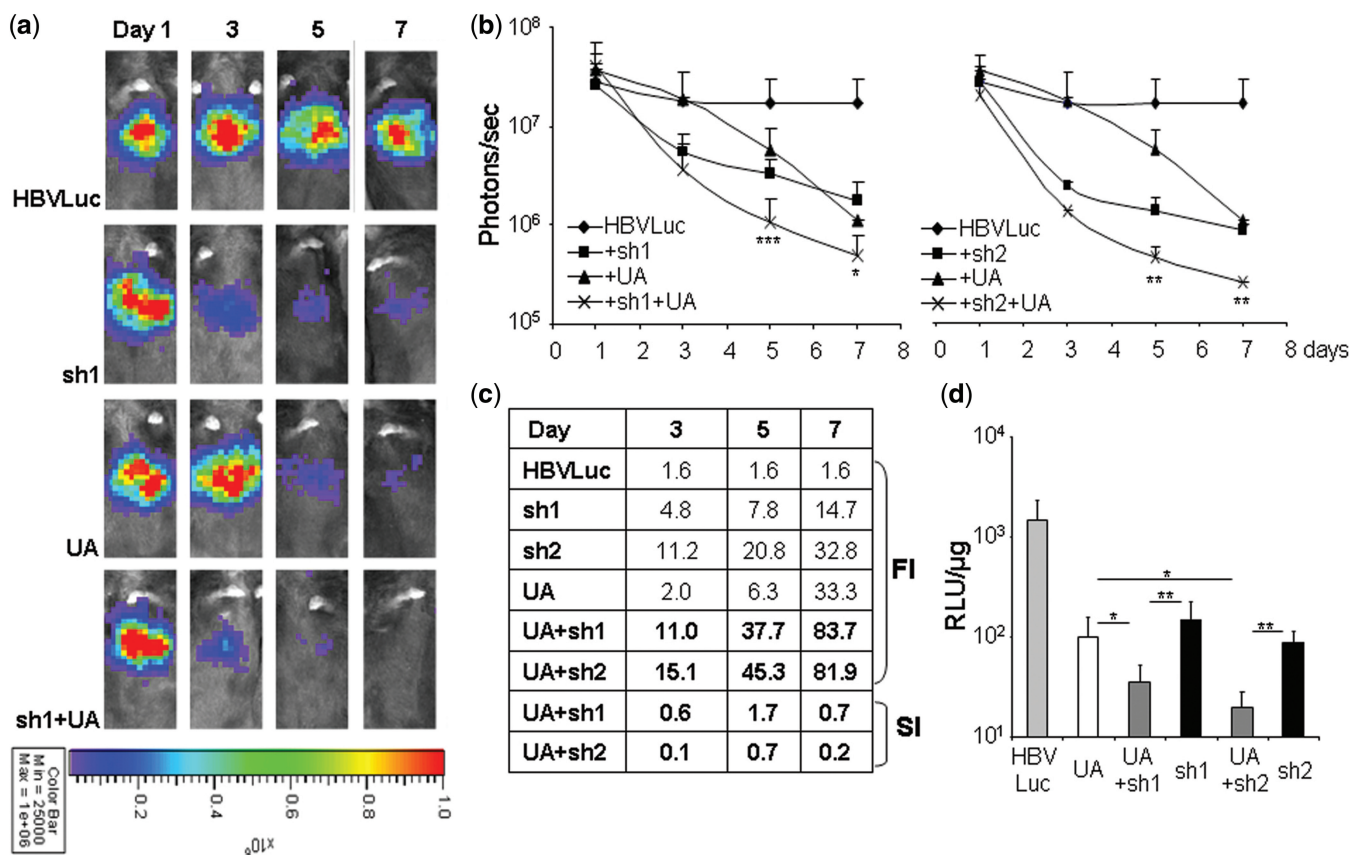 (a)
Day 1 3 5 7
HBVLuc
sh1
UA
sh1+UA
Color Bar
Min = 25000
Max = 1e+06
0.2 0.4 0.6 0.8 1.0
x10⁶
(b)
Photons/sec
10⁸
10⁷
10⁶
10⁵
HBVLuc
+sh1
+UA
+sh1+UA
***
*
0 1 2 3 4 5 6 7 8
HBVLuc
+sh2
+UA
+sh2+UA
**
**
0 1 2 3 4 5 6 7 8 days
(c)
Day 3 5 7
HBVLuc 1.6 1.6 1.6
sh1 4.8 7.8 14.7
sh2 11.2 20.8 32.8
UA 2.0 6.3 33.3
UA+sh1 11.0 37.7 83.7
UA+sh2 15.1 45.3 81.9
FI
UA+sh1 0.6 1.7 0.7
UA+sh2 0.1 0.7 0.2
SI
(d)
RLU/µg
10⁴
10³
10²
10¹
*
* ** **
HBV Luc
UA
UA +sh1
sh1
UA +sh2
sh2